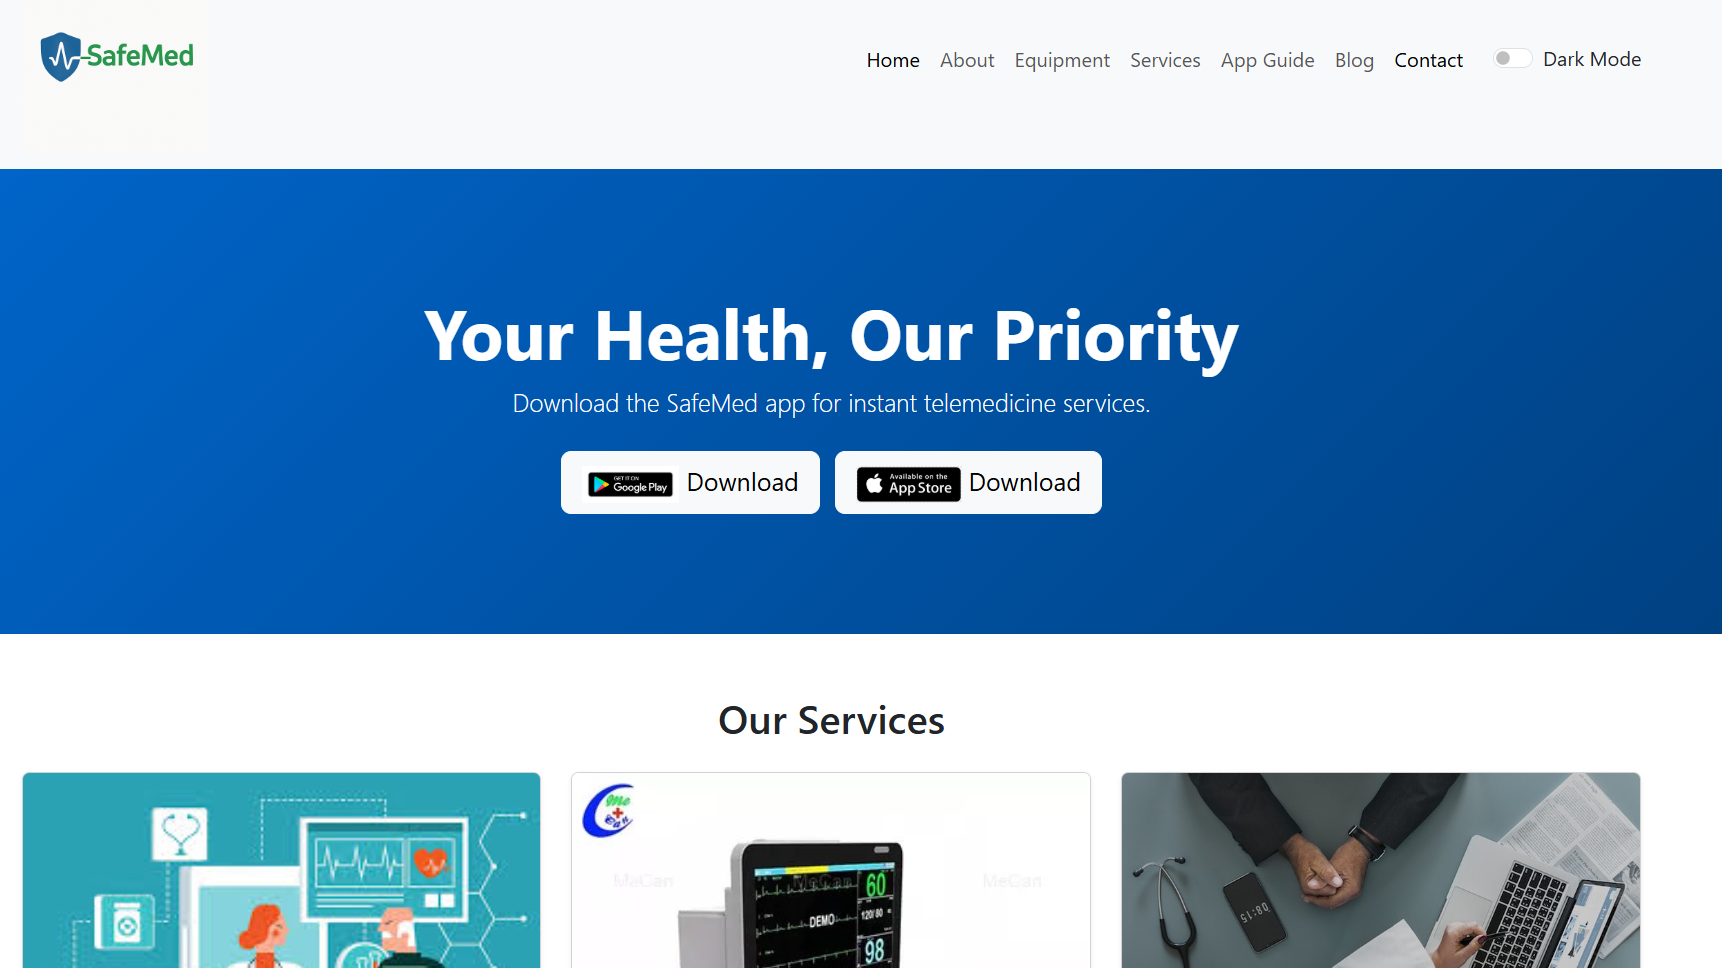 SafeMed
Home About Equipment Services App Guide Blog Contact Dark Mode
Your Health, Our Priority
Download the SafeMed app for instant telemedicine services.
GET IT ON
Google Play
Download
Available on the
App Store
Download
Our Services
Me
Can
MeCan MeCan
60
DEMO
120/80
98
08:15